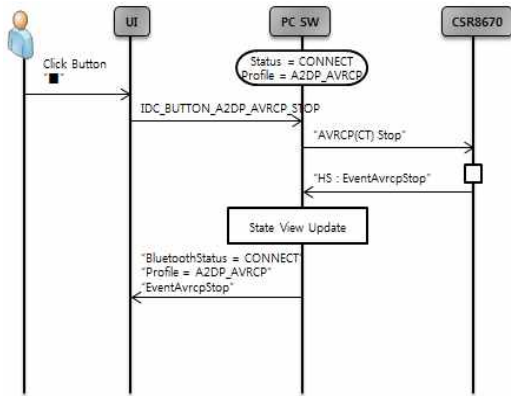 UI
PC SW
CSR8670
Status = CONNECT
Profile = A2DP_AVRCP
Click Button
"■"
IDC_BUTTON_A2DP_AVRCP_STOP
"AVRCP(CT) Stop"
"HS : EventAvrcpStop"
State View Update
"BluetoothStatus = CONNECT"
"Profile = A2DP_AVRCP"
"EventAvrcpStop"